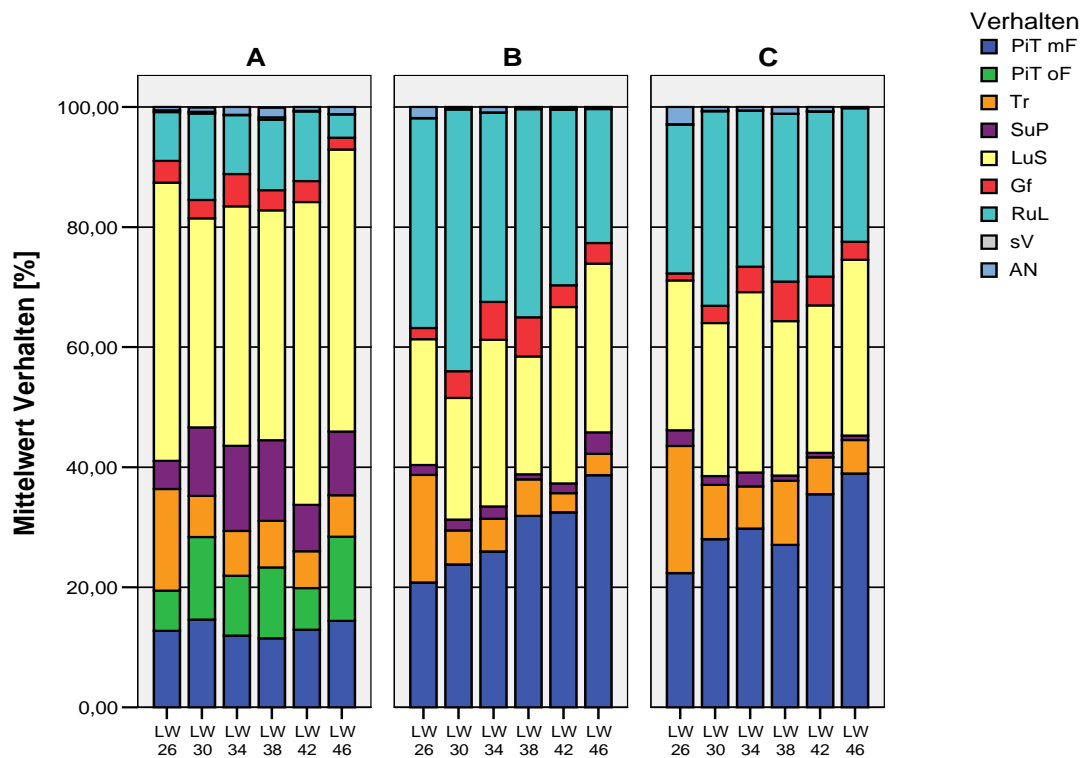 Verhalten
PiT mF
PiT oF
Tr
SuP
LuS
Gf
RuL
sV
AN
A B C
Mittelwert Verhalten [%]
100,00
80,00
60,00
40,00
20,00
0,00
LW LW LW LW LW LW LW LW LW LW LW LW LW LW LW LW LW LW
26 30 34 38 42 46 26 30 34 38 42 46 26 30 34 38 42 46